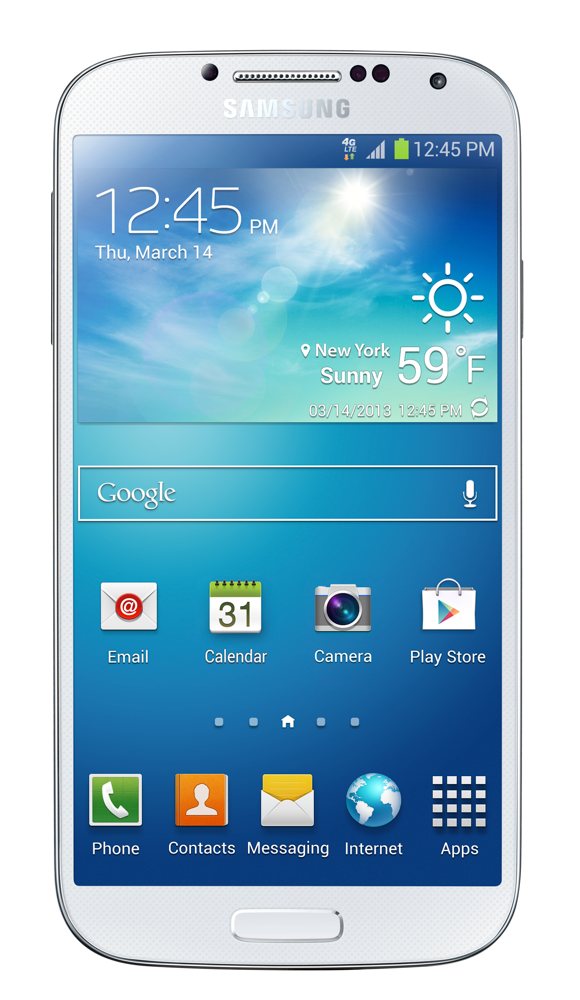 SAMSUNG
4G
LTE
12:45 PM
12:45 PM
Thu, March 14
New York
Sunny
59°F
03/14/2013 12:45 PM
Google
@
31
Email
Calendar
Camera
Play Store
Phone
Contacts
Messaging
Internet
Apps